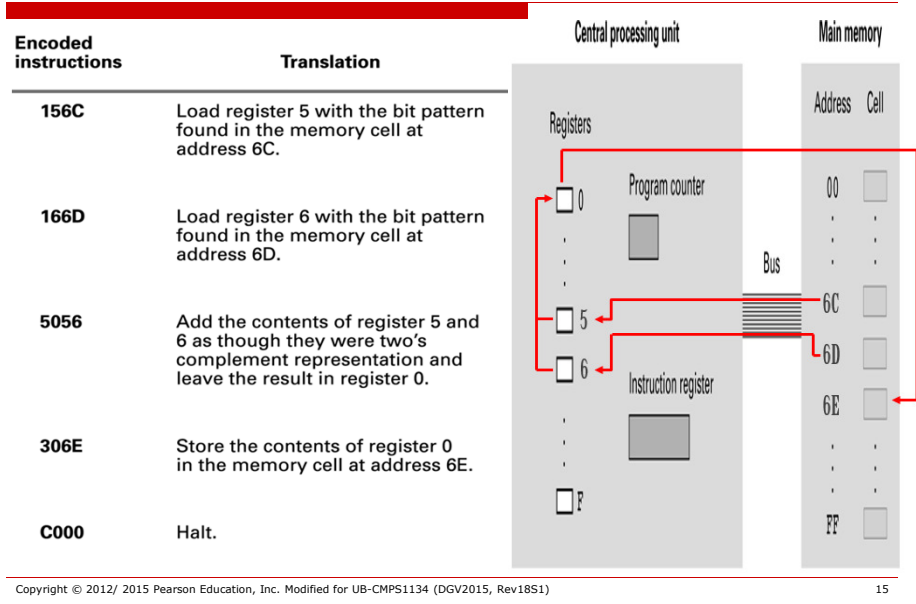 Encoded
instructions
Translation
156C
Load register 5 with the bit pattern
found in the memory cell at
address 6C.
166D
Load register 6 with the bit pattern
found in the memory cell at
address 6D.
5056
Add the contents of register 5 and
6 as though they were two's
complement representation and
leave the result in register 0.
306E
Store the contents of register 0
in the memory cell at address 6E.
C000
Halt.
Central processing unit
Registers
0
5
6
F
Program counter
Instruction register
Bus
Main memory
Address Cell
00
6C
6D
6E
FF
Copyright © 2012/ 2015 Pearson Education, Inc. Modified for UB-CMPS1134 (DGV2015, Rev18S1)
15